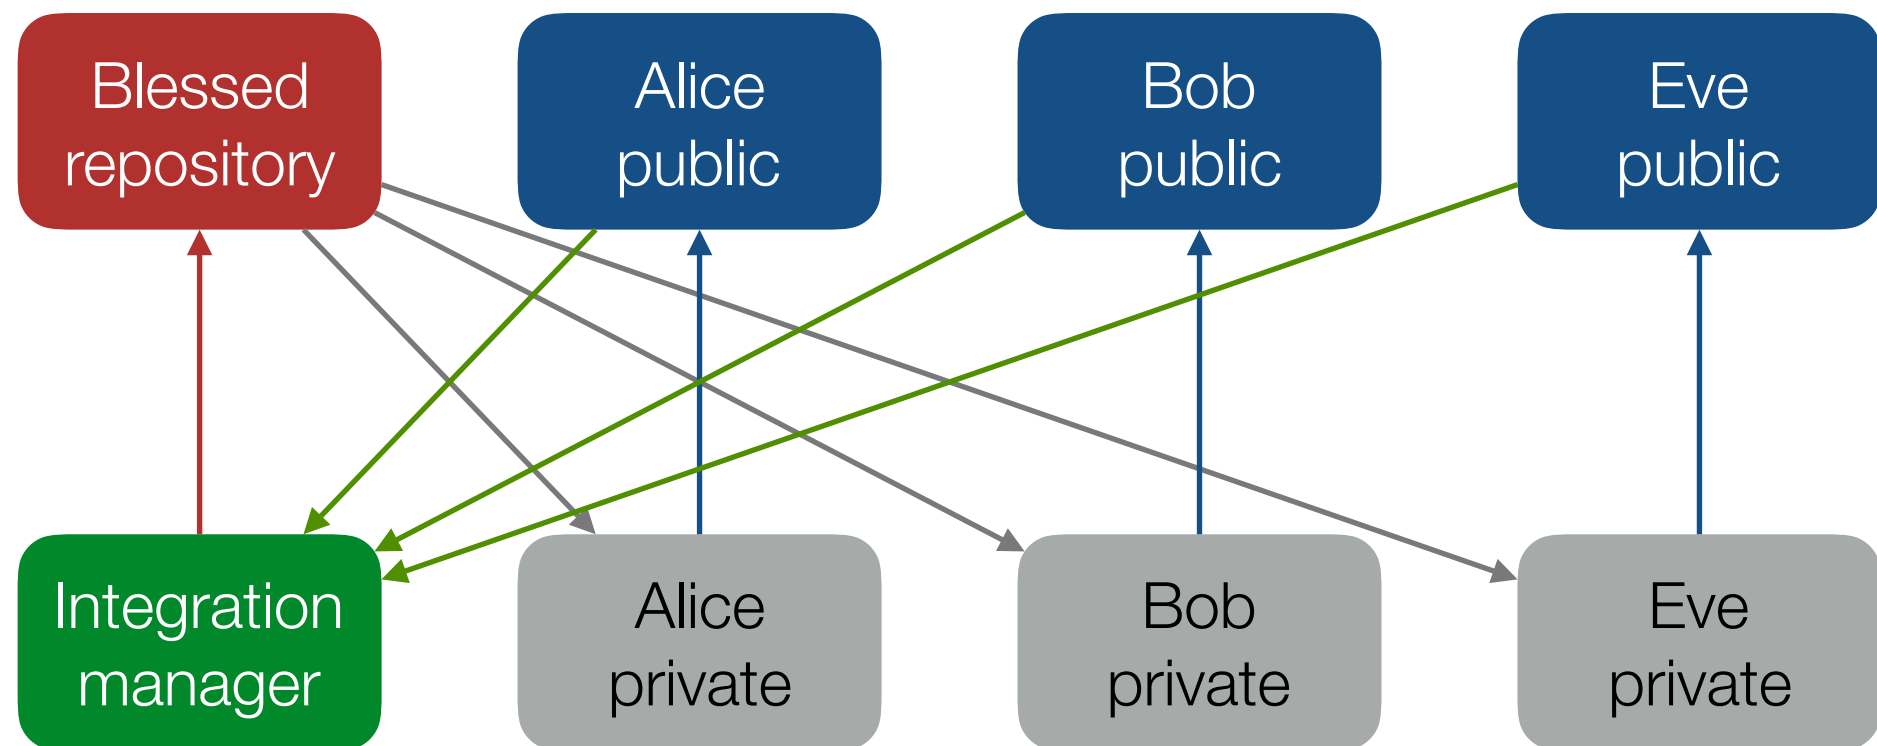 Blessed
repository
Alice
public
Bob
public
Eve
public
Integration
manager
Alice
private
Bob
private
Eve
private